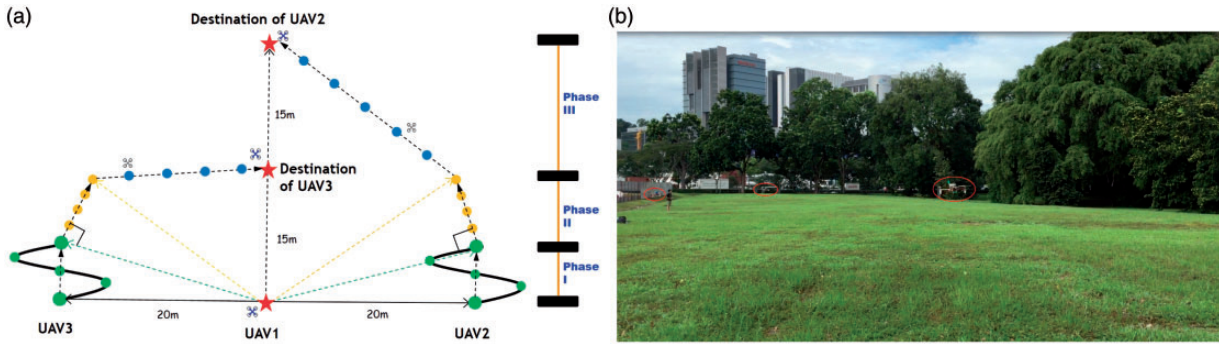 (a)
Destination of UAV2
15m
Phase
III
Destination
of UAV3
15m
Phase
II
Phase
I
20m
20m
UAV3
UAV1
UAV2
(b)